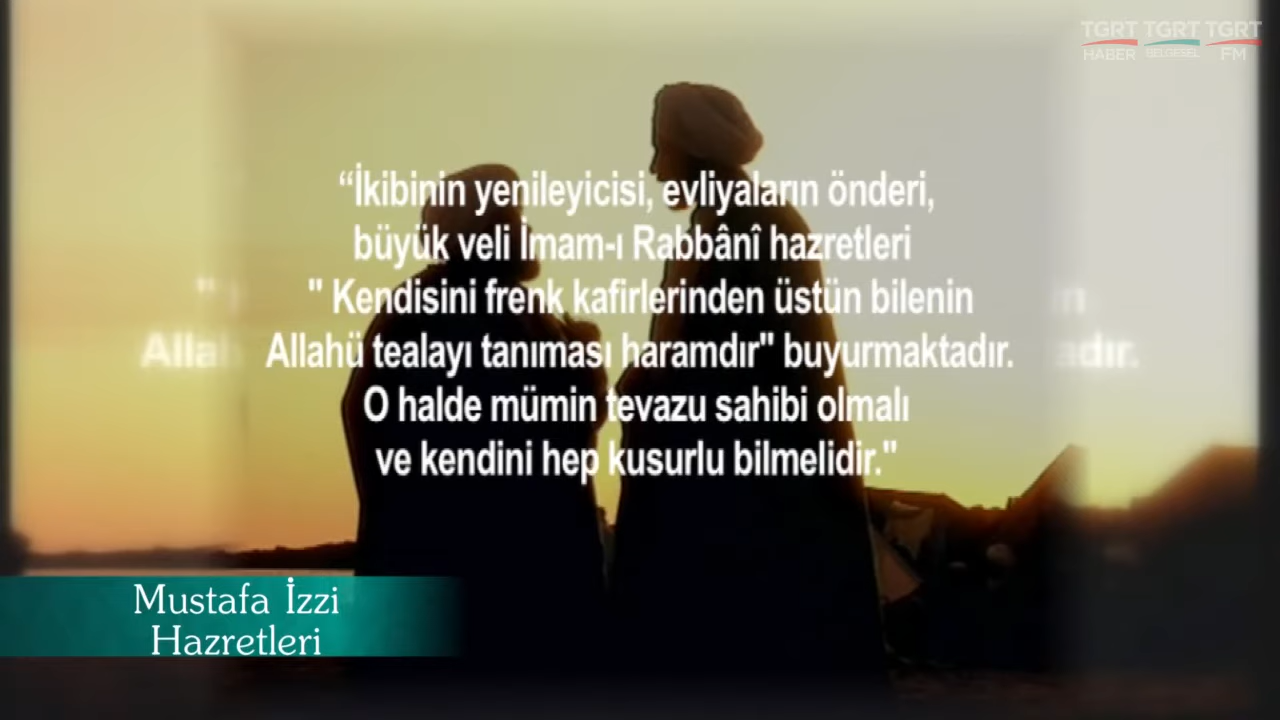 TGRT TGRT TGRT
HABER BELGESEL FM
“İkibinin yenileyicisi, evliyaların önderi,
büyük veli İmam-ı Rabbânî hazretleri
" Kendisini frenk kafirlerinden üstün bilenin
Allahü tealayı tanıması haramdır" buyurmaktadır.
O halde mümin tevazu sahibi olmalı
ve kendini hep kusurlu bilmelidir."
Mustafa İzzi
Hazretleri